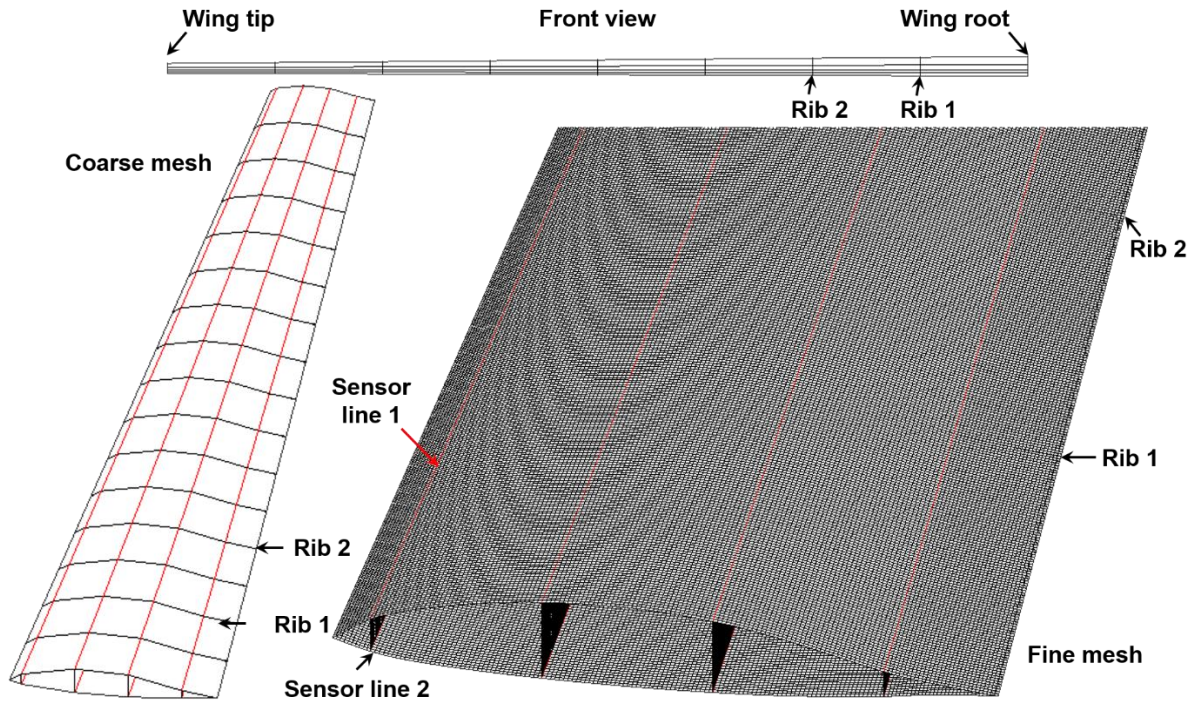 Wing tip
Front view
Wing root
Rib 2
Rib 1
Coarse mesh
Rib 2
Sensor
line 1
Rib 1
Rib 2
Rib 1
Fine mesh
Sensor line 2